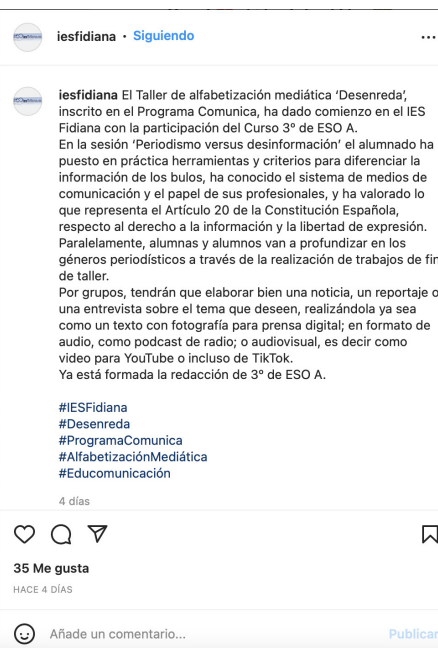 iesfidiana • Siguiendo
iesfidiana El Taller de alfabetización mediática ‘Desenreda’,
inscrito en el Programa Comunica, ha dado comienzo en el IES
Fidiana con la participación del Curso 3º de ESO A.
En la sesión ‘Periodismo versus desinformación’ el alumnado ha
puesto en práctica herramientas y criterios para diferenciar la
información de los bulos, ha conocido el sistema de medios de
comunicación y el papel de sus profesionales, y ha valorado lo
que representa el Artículo 20 de la Constitución Española,
respecto al derecho a la información y la libertad de expresión.
Paralelamente, alumnas y alumnos van a profundizar en los
géneros periodísticos a través de la realización de trabajos de fin
de taller.
Por grupos, tendrán que elaborar bien una noticia, un reportaje o
una entrevista sobre el tema que deseen, realizándola ya sea
como un texto con fotografía para prensa digital; en formato de
audio, como podcast de radio; o audiovisual, es decir como
video para YouTube o incluso de TikTok.
Ya está formada la redacción de 3º de ESO A.
#IESFidiana
#Desenreda
#ProgramaComunica
#AlfabetizaciónMediática
#Educomunicación
4 días
35 Me gusta
HACE 4 DÍAS
Añade un comentario...
Publicar